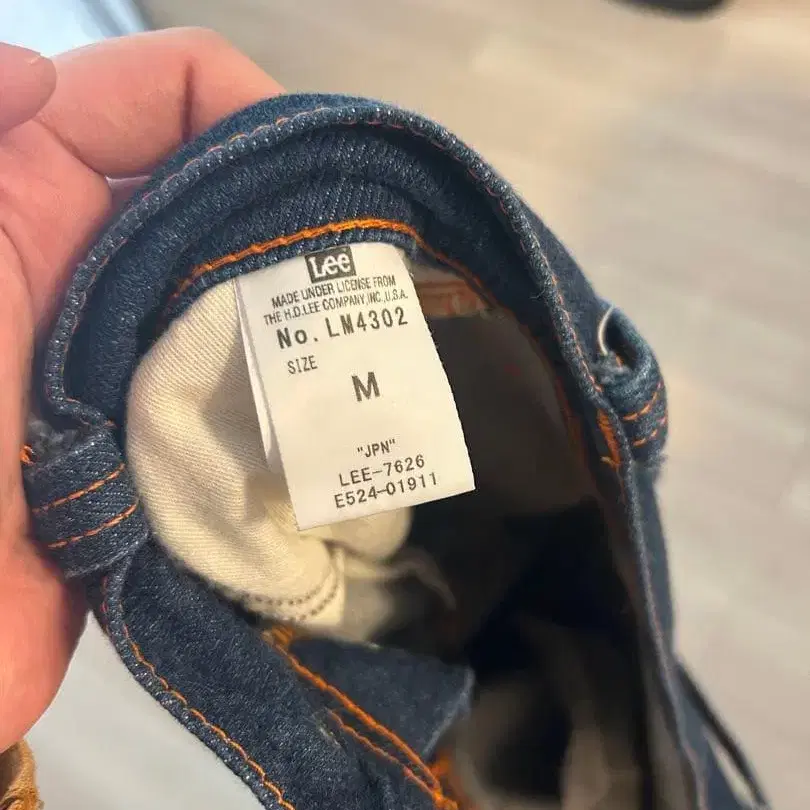 Lee
MADE UNDER LICENSE FROM
THE H.D.LEE COMPANY,INC.,U.S.A.
No. LM4302
SIZE
M
"JPN"
LEE-7626
E524-01911